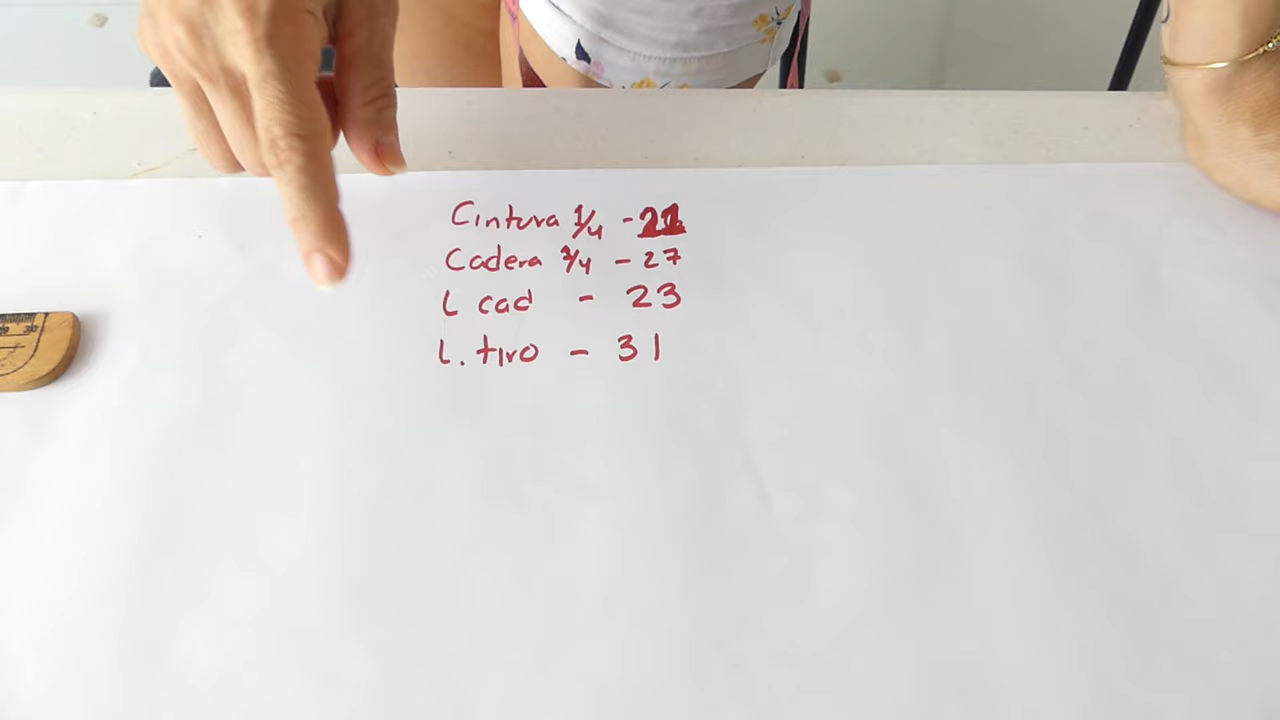 Cintura 1/4 -
Cadera 1/4 - 27
L cad - 23
L. tiro - 31